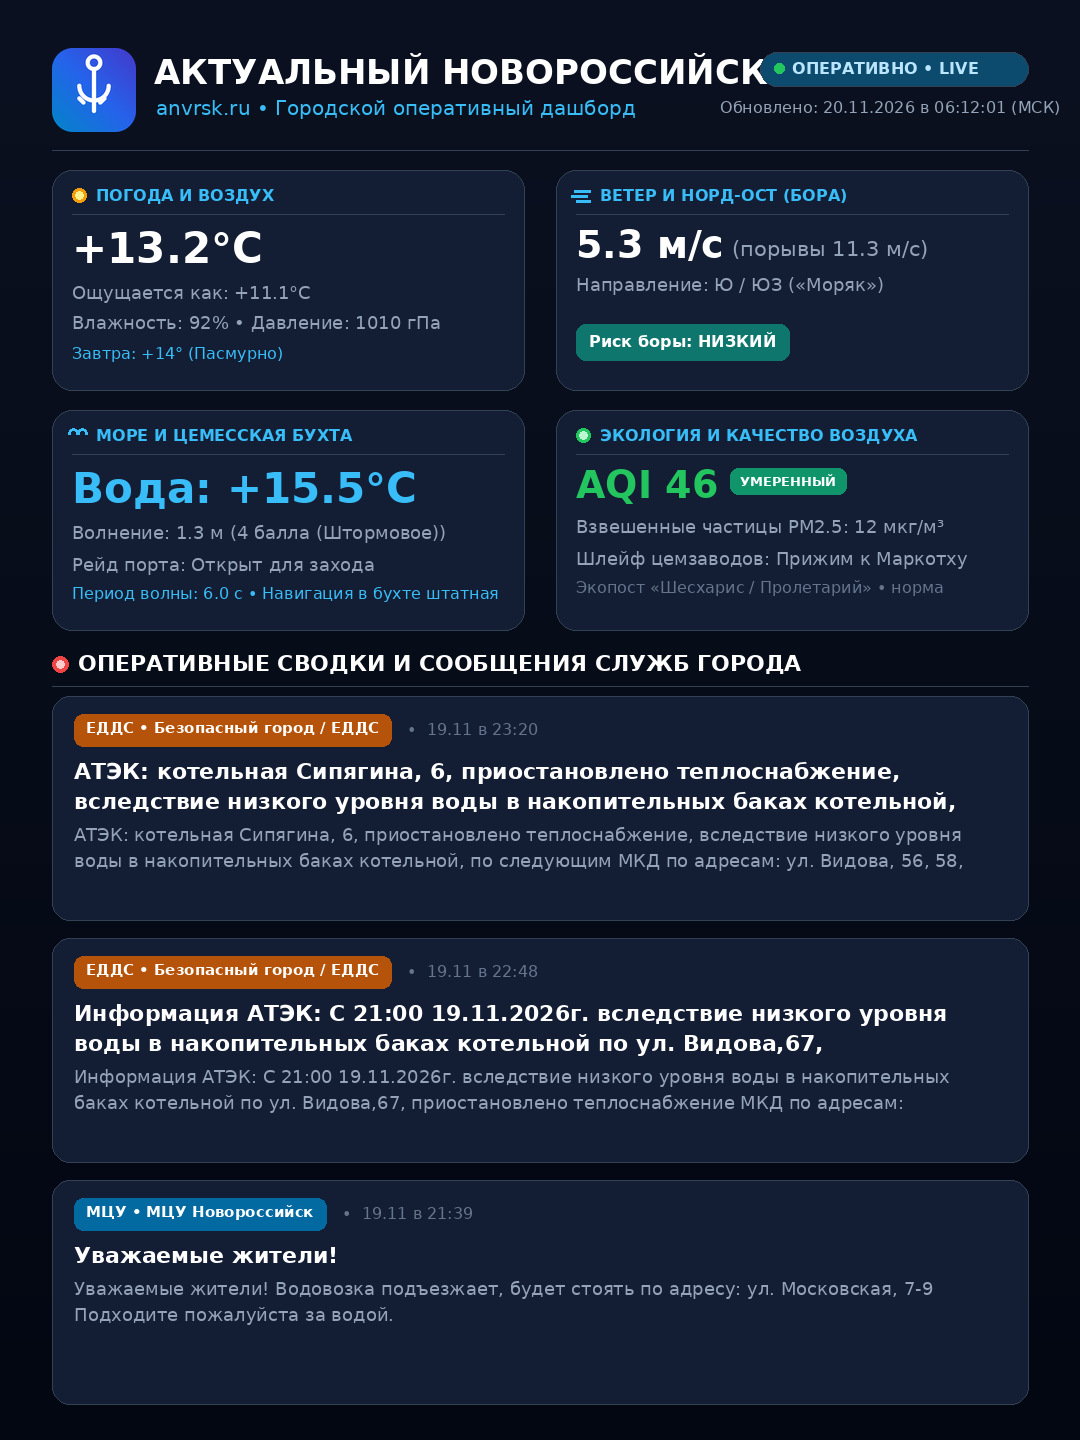 АКТУАЛЬНЫЙ НОВОРОССИЙСК
ОПЕРАТИВНО • LIVE
anvrsk.ru • Городской оперативный дашборд
Обновлено: 20.11.2026 в 06:12:01 (МСК)
ПОГОДА И ВОЗДУХ
+13.2°C
Ощущается как: +11.1°C
Влажность: 92% • Давление: 1010 гПа
Завтра: +14° (Пасмурно)
ВЕТЕР И НОРД-ОСТ (БОРА)
5.3 м/с (порывы 11.3 м/с)
Направление: Ю / ЮЗ («Моряк»)
Риск боры: НИЗКИЙ
МОРЕ И ЦЕМЕССКАЯ БУХТА
Вода: +15.5°C
Волнение: 1.3 м (4 балла (Штормовое))
Рейд порта: Открыт для захода
Период волны: 6.0 с • Навигация в бухте штатная
ЭКОЛОГИЯ И КАЧЕСТВО ВОЗДУХА
AQI 46 УМЕРЕННЫЙ
Взвешенные частицы PM2.5: 12 мкг/м³
Шлейф цемзаводов: Прижим к Маркотху
Экопост «Шесхарис / Пролетарий» • норма
ОПЕРАТИВНЫЕ СВОДКИ И СООБЩЕНИЯ СЛУЖБ ГОРОДА
ЕДДС • Безопасный город / ЕДДС • 19.11 в 23:20
АТЭК: котельная Сипягина, 6, приостановлено теплоснабжение,
вследствие низкого уровня воды в накопительных баках котельной,
АТЭК: котельная Сипягина, 6, приостановлено теплоснабжение, вследствие низкого уровня
воды в накопительных баках котельной, по следующим МКД по адресам: ул. Видова, 56, 58,
ЕДДС • Безопасный город / ЕДДС • 19.11 в 22:48
Информация АТЭК: С 21:00 19.11.2026г. вследствие низкого уровня
воды в накопительных баках котельной по ул. Видова,67,
Информация АТЭК: С 21:00 19.11.2026г. вследствие низкого уровня воды в накопительных
баках котельной по ул. Видова,67, приостановлено теплоснабжение МКД по адресам:
МЦУ • МЦУ Новороссийск • 19.11 в 21:39
Уважаемые жители!
Уважаемые жители! Водовозка подъезжает, будет стоять по адресу: ул. Московская, 7-9
Подходите пожалуйста за водой.